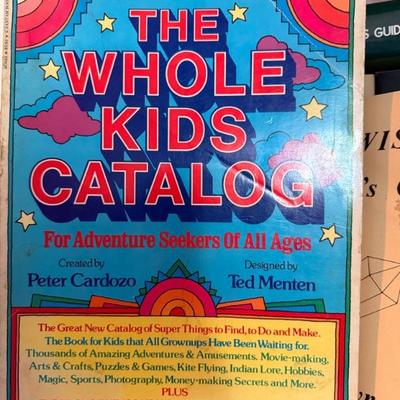 THE
WHOLE
KIDS
CATALOG
For Adventure Seekers Of All Ages
Created by
Peter Cardozo
Designed by
Ted Menten
The Great New Catalog of Super Things to Find, to Do and Make.
The Book for Kids that All Grownups Have Been Waiting for.
Thousands of Amazing Adventures & Amusements. Movie-making,
Arts & Crafts, Puzzles & Games, Kite Flying, Indian Lore, Hobbies,
Magic, Sports, Photography, Money-making Secrets and More.
PLUS
S GUID
VIS
's